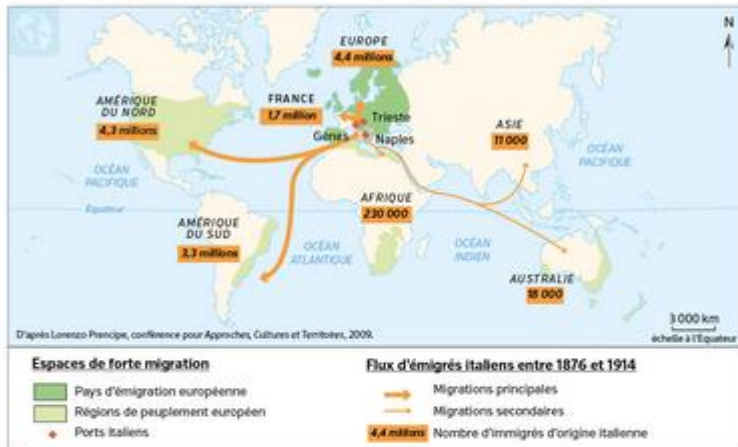 N
EUROPE
4,4 millions
AMÉRIQUE
DU NORD
4,3 millions
FRANCE
1,7 million
Trieste
Gênes
Naples
ASIE
11 000
OCÉAN
PACIFIQUE
OCÉAN
PACIFIQUE
Équateur
AFRIQUE
230 000
AMÉRIQUE
DU SUD
3,3 millions
OCÉAN
ATLANTIQUE
OCÉAN
INDIEN
AUSTRALIE
18 000
3 000 km
échelle à l'Équateur
D'après Lorenzo Prencipe, conférence pour Approches, Cultures et Territoires, 2009.
Espaces de forte migration
Pays d'émigration européenne
Régions de peuplement européen
Ports italiens
Flux d'émigrés italiens entre 1876 et 1914
Migrations principales
Migrations secondaires
4,4 millions Nombre d'immigrés d'origine italienne